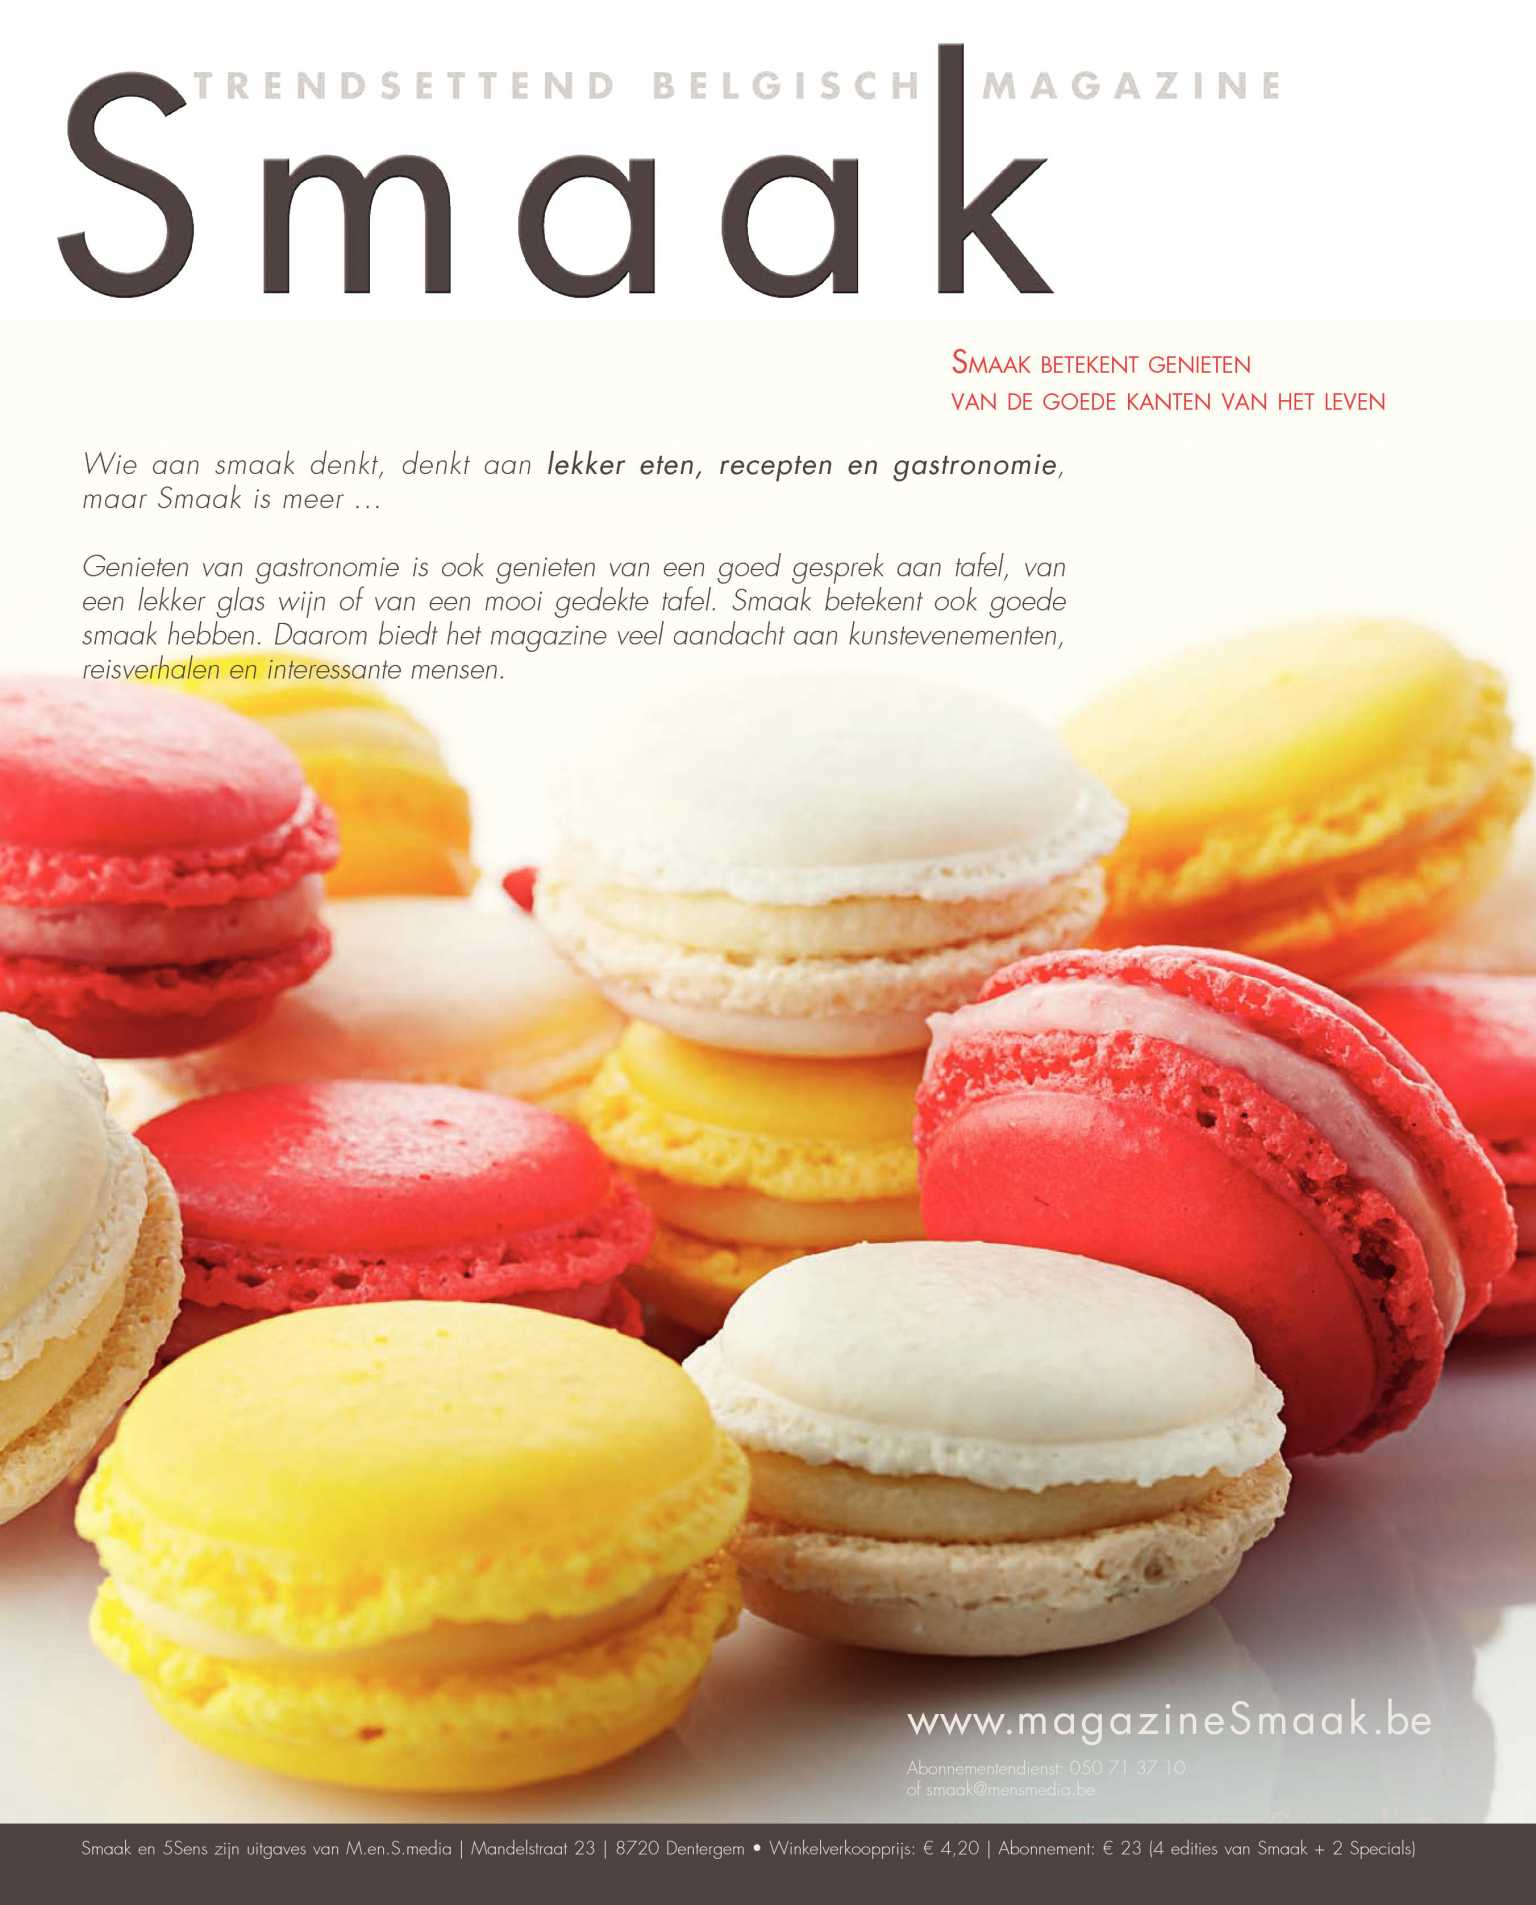 TRENDSETTEND BELGISCH MAGAZINE
Smaak
Smaak betekent genieten
van de goede kanten van het leven
Wie aan smaak denkt, denkt aan lekker eten, recepten en gastronomie,
maar Smaak is meer ...
Genieten van gastronomie is ook genieten van een goed gesprek aan tafel, van
een lekker glas wijn of van een mooi gedekte tafel. Smaak betekent ook goede
smaak hebben. Daarom biedt het magazine veel aandacht aan kunstevenementen,
reisverhalen en interessante mensen.
www.magazineSmaak.be
Abonnementendienst: 050 71 37 10
of smaak@mensmedia.be
Smaak en 5Sens zijn uitgaves van M.en.S.media | Mandelstraat 23 | 8720 Dentergem • Winkelverkoopprijs: € 4,20 | Abonnement: € 23 (4 edities van Smaak + 2 Specials)